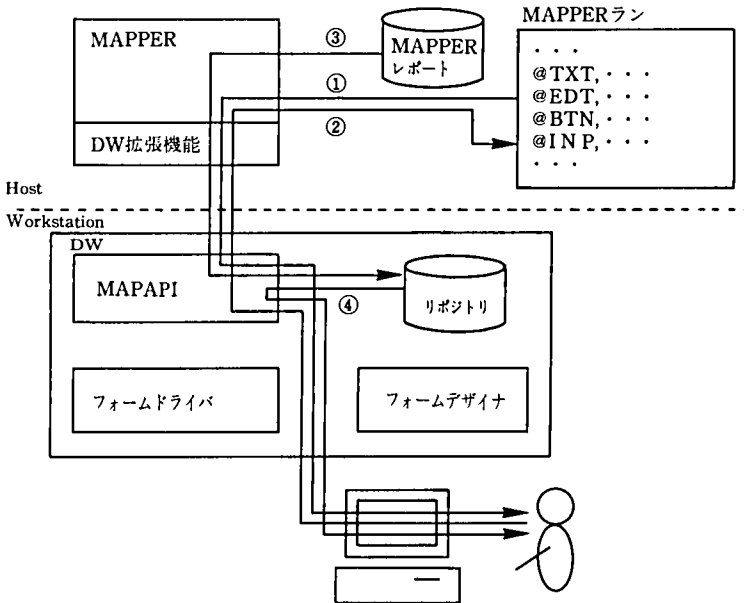 MAPPERラン
③
MAPPER
MAPPER
レポート
・・・
@TXT,・・・
①
@EDT,・・・
②
@BTN,・・・
DW拡張機能
@INP,・・・
・・・
Host
Workstation
DW
MAPAPI
④
リポジトリ
フォームドライバ
フォームデザイナ